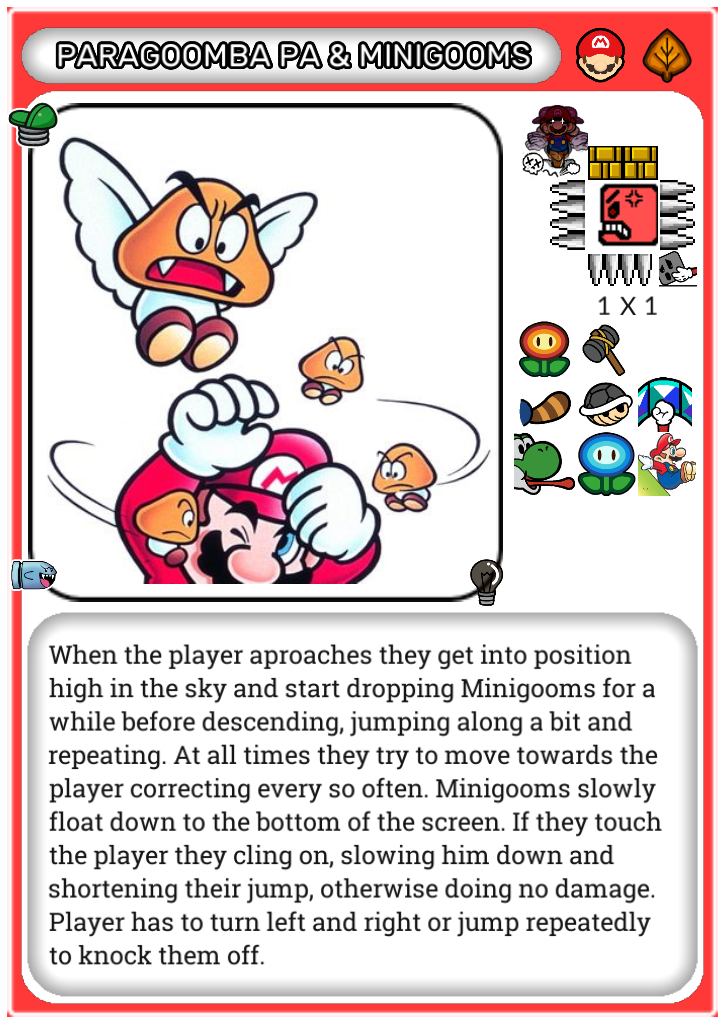 PARAGOOMBA PA & MINIGOOMS
1 X 1
When the player aproaches they get into position
high in the sky and start dropping Minigooms for a
while before descending, jumping along a bit and
repeating. At all times they try to move towards the
player correcting every so often. Minigooms slowly
float down to the bottom of the screen. If they touch
the player they cling on, slowing him down and
shortening their jump, otherwise doing no damage.
Player has to turn left and right or jump repeatedly
to knock them off.